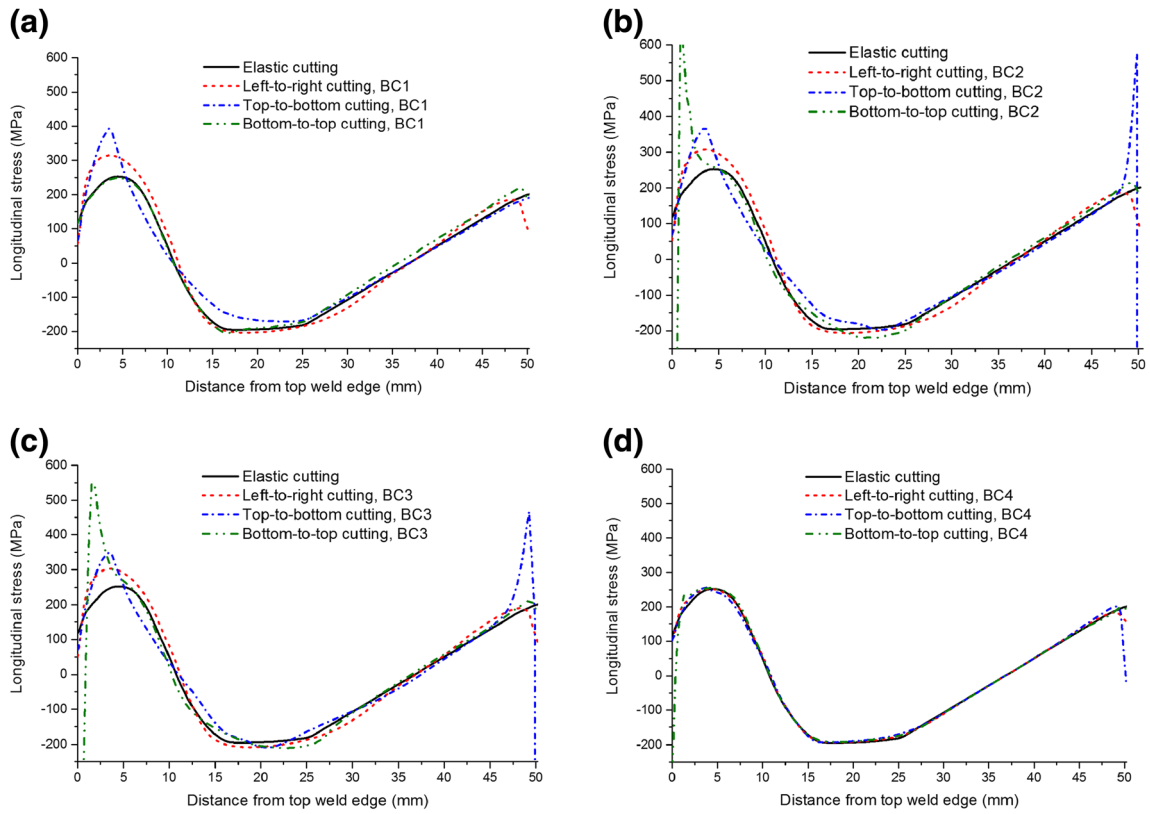 (a)
Elastic cutting
Left-to-right cutting, BC1
Top-to-bottom cutting, BC1
Bottom-to-top cutting, BC1
Longitudinal stress (MPa)
600
500
400
300
200
100
0
-100
-200
0 5 10 15 20 25 30 35 40 45 50
Distance from top weld edge (mm)
(b)
Elastic cutting
Left-to-right cutting, BC2
Top-to-bottom cutting, BC2
Bottom-to-top cutting, BC2
Longitudinal stress (MPa)
600
500
400
300
200
100
0
-100
-200
0 5 10 15 20 25 30 35 40 45 50
Distance from top weld edge (mm)
(c)
Elastic cutting
Left-to-right cutting, BC3
Top-to-bottom cutting, BC3
Bottom-to-top cutting, BC3
Longitudinal stress (MPa)
600
500
400
300
200
100
0
-100
-200
0 5 10 15 20 25 30 35 40 45 50
Distance from top weld edge (mm)
(d)
Elastic cutting
Left-to-right cutting, BC4
Top-to-bottom cutting, BC4
Bottom-to-top cutting, BC4
Longitudinal stress (MPa)
600
500
400
300
200
100
0
-100
-200
0 5 10 15 20 25 30 35 40 45 50
Distance from top weld edge (mm)